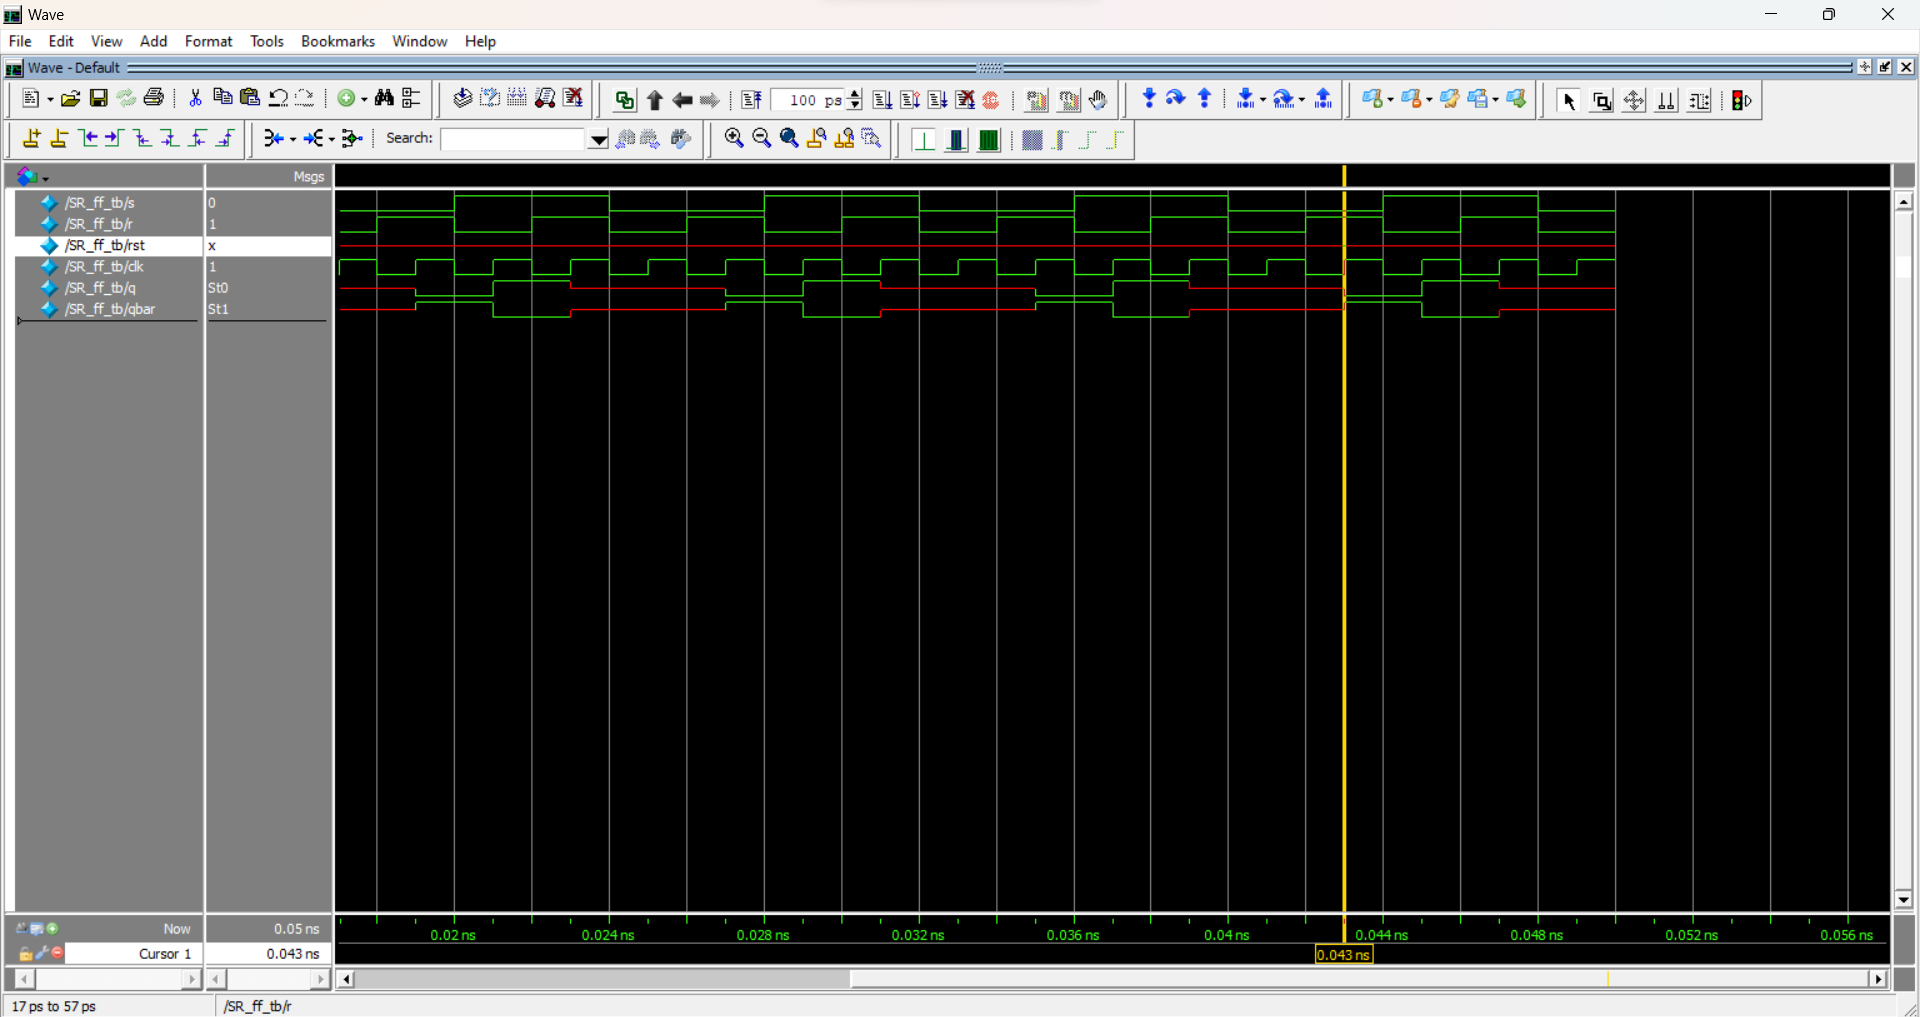 Wave
File Edit View Add Format Tools Bookmarks Window Help
Wave - Default
100 ps
Search:
Msgs
/SR_ff_tb/s 0
/SR_ff_tb/r 1
/SR_ff_tb/rst x
/SR_ff_tb/clk 1
/SR_ff_tb/q St0
/SR_ff_tb/qbar St1
Now 0.05 ns
0.02 ns 0.024 ns 0.028 ns 0.032 ns 0.036 ns 0.04 ns 0.044 ns 0.048 ns 0.052 ns 0.056 ns
Cursor 1 0.043 ns 0.043 ns
17 ps to 57 ps /SR_ff_tb/r